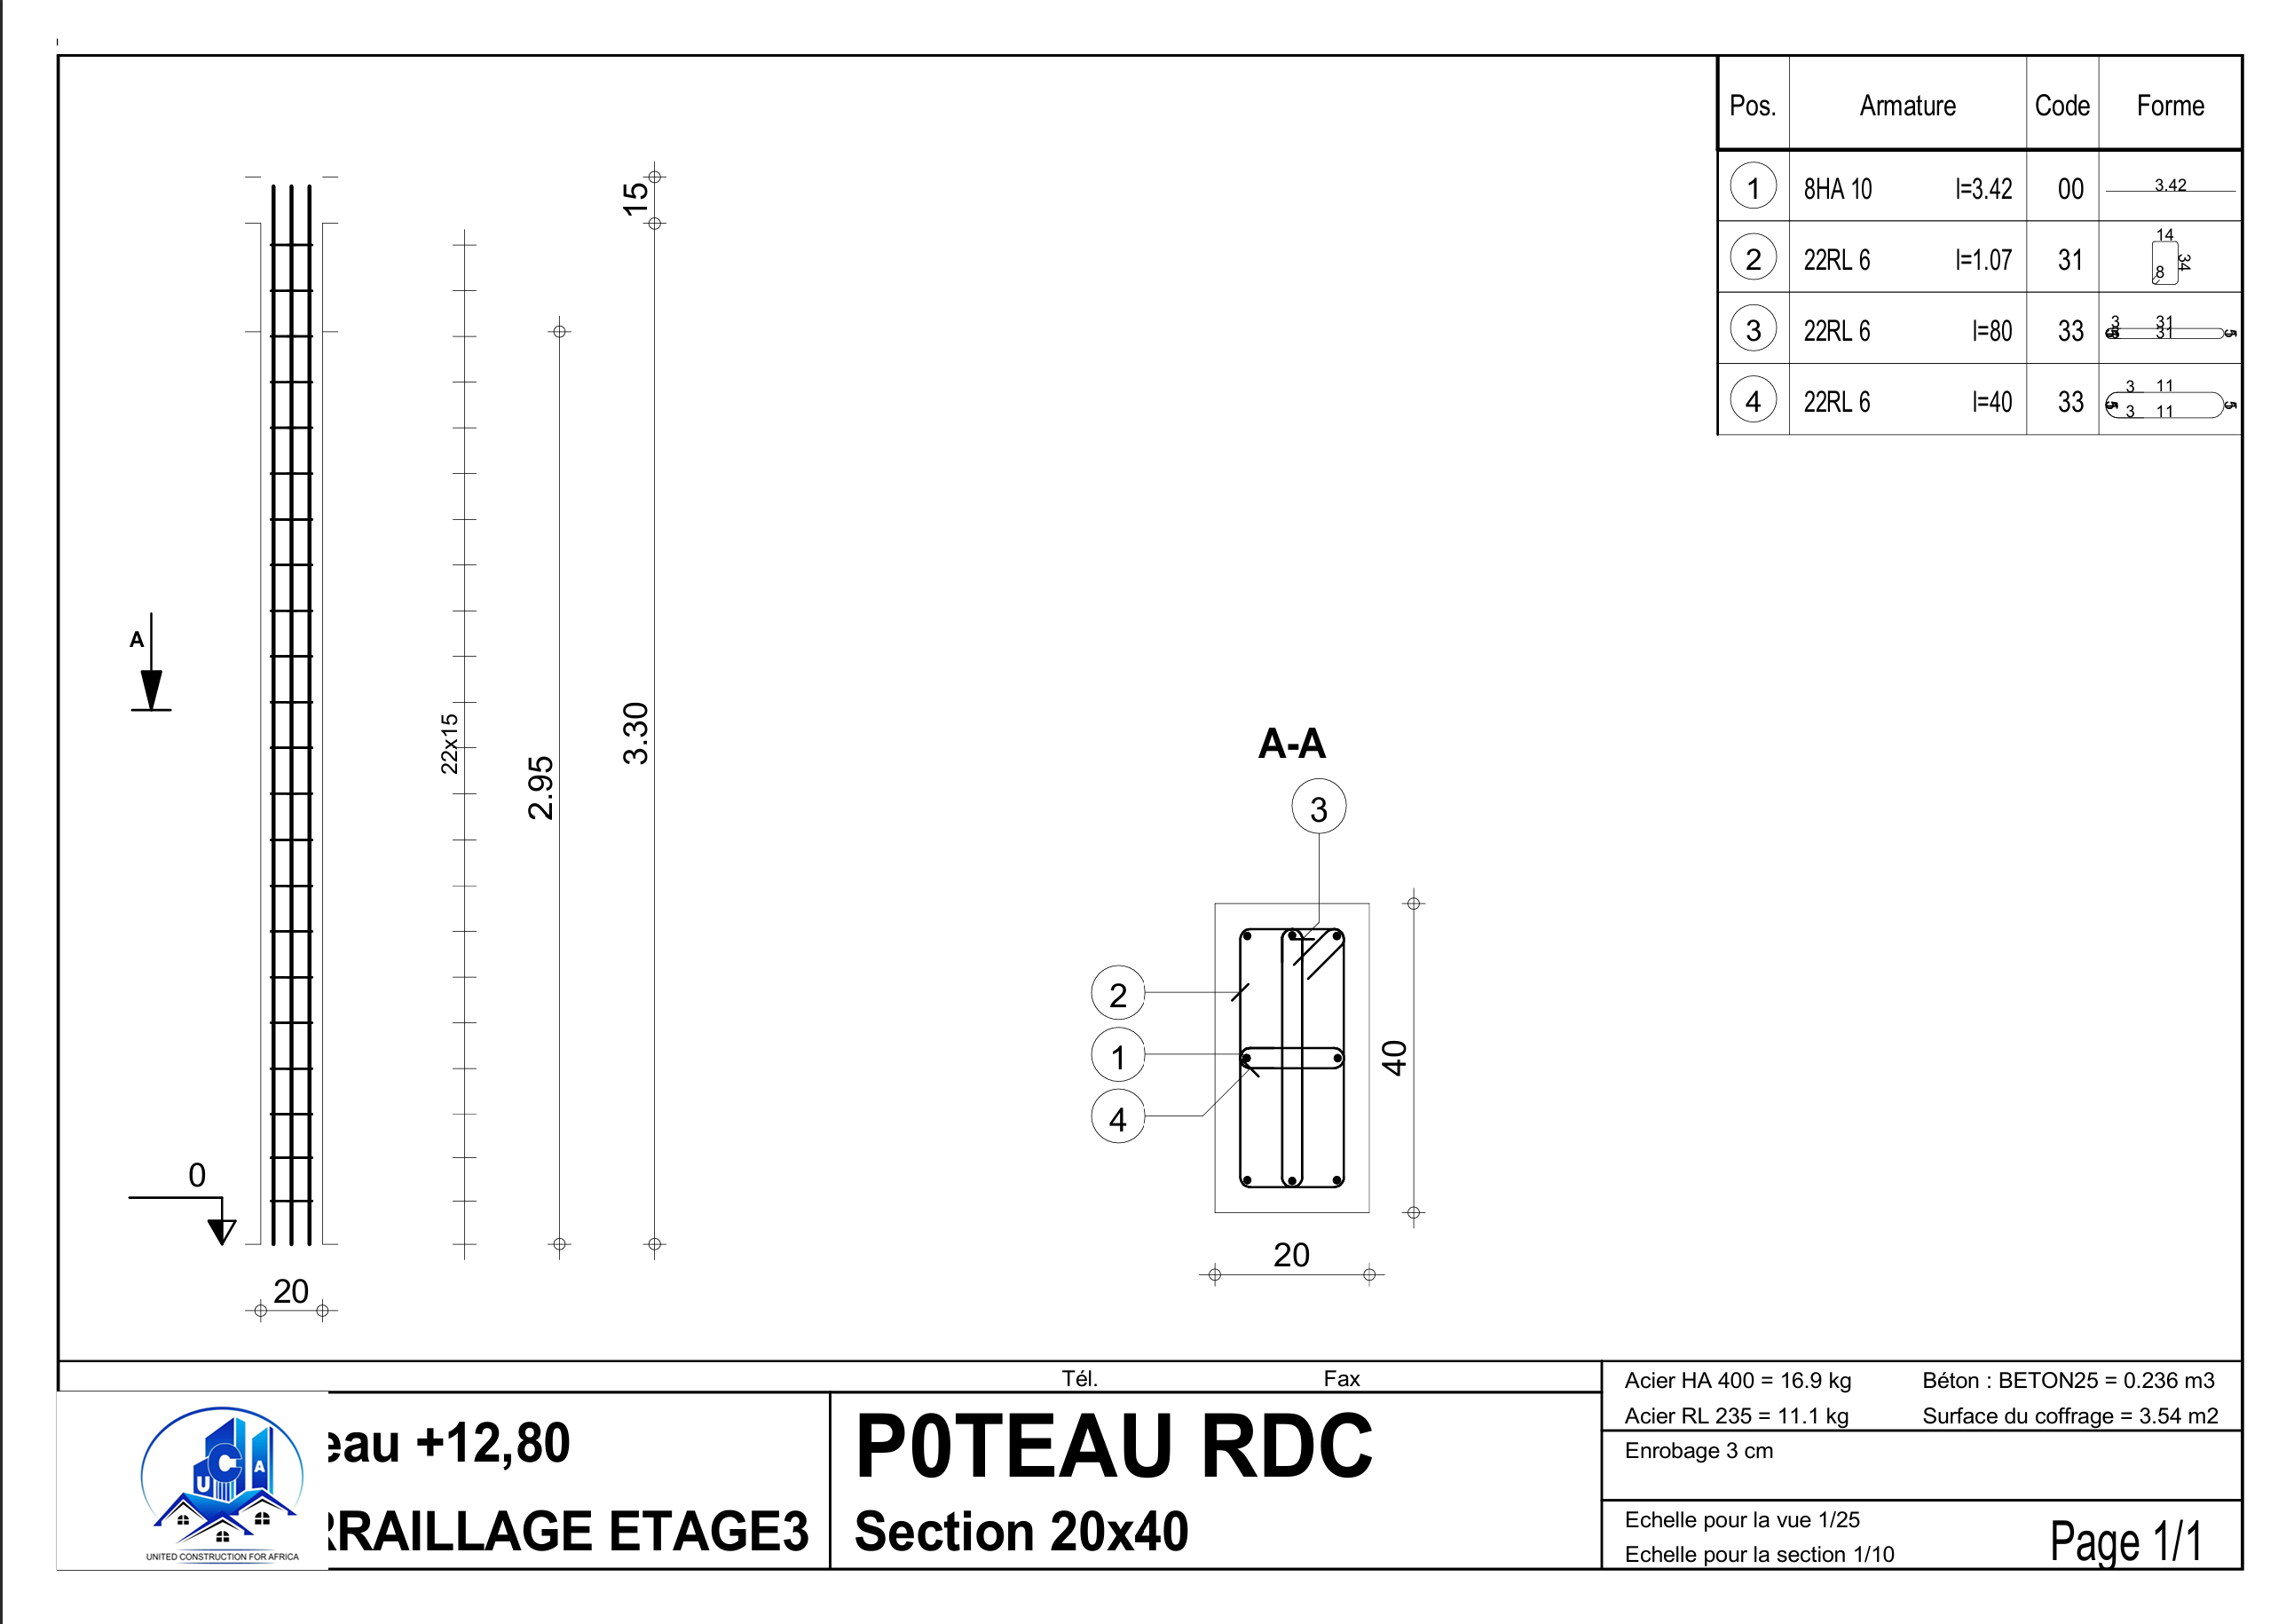 Pos. Armature Code Forme
1 8HA 10 l=3.42 00 3.42
2 22RL 6 l=1.07 31 14 34 8
3 22RL 6 l=80 33 3 31 31 5
4 22RL 6 l=40 33 3 11 3 11 5 5
15
A
22x15
2.95
3.30
0
20
A-A
3
2
1
4
40
20
Tél. Fax
eau +12,80
RRAILLAGE ETAGE3
P0TEAU RDC
Section 20x40
Acier HA 400 = 16.9 kg Béton : BETON25 = 0.236 m3
Acier RL 235 = 11.1 kg Surface du coffrage = 3.54 m2
Enrobage 3 cm
Echelle pour la vue 1/25
Echelle pour la section 1/10
Page 1/1
UCA
UNITED CONSTRUCTION FOR AFRICA